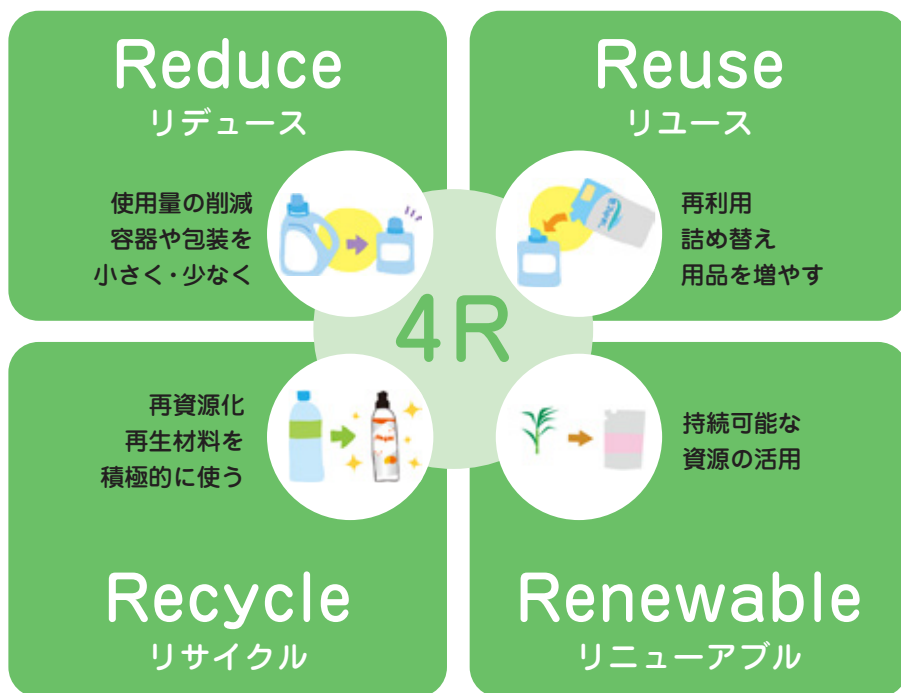 Reduce
リデュース
使用量の削減
容器や包装を
小さく・少なく
Reuse
リユース
再利用
詰め替え
用品を増やす
4R
再資源化
再生材料を
積極的に使う
Recycle
リサイクル
持続可能な
資源の活用
Renewable
リニューアブル